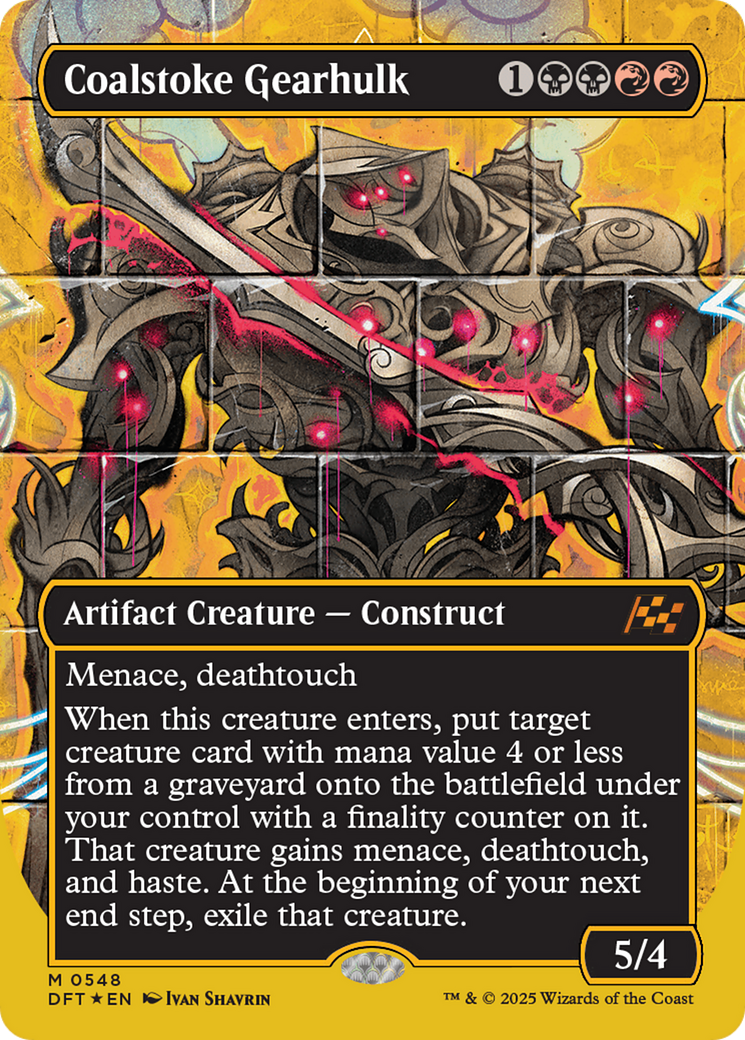 Coalstoke Gearhulk 1
Artifact Creature — Construct
Menace, deathtouch
When this creature enters, put target
creature card with mana value 4 or less
from a graveyard onto the battlefield under
your control with a finality counter on it.
That creature gains menace, deathtouch,
and haste. At the beginning of your next
end step, exile that creature.
5/4
M 0548
DFT ★ EN Ivan Shavrin
™ & © 2025 Wizards of the Coast